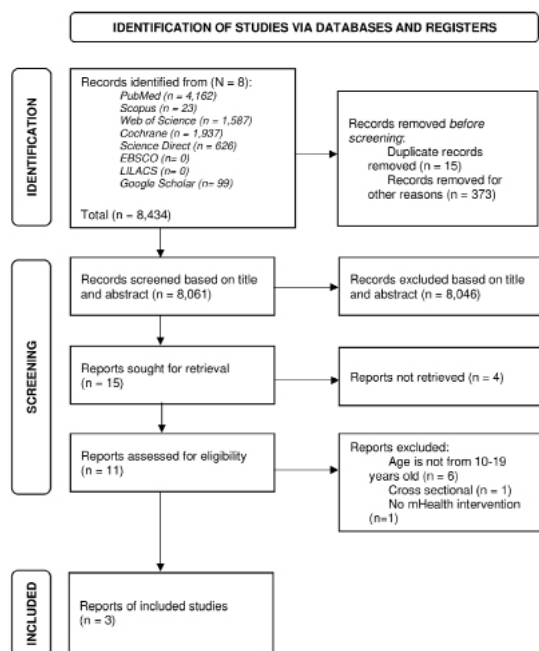 IDENTIFICATION OF STUDIES VIA DATABASES AND REGISTERS
IDENTIFICATION
Records identified from (N = 8):
PubMed (n = 4,162)
Scopus (n = 23)
Web of Science (n = 1,587)
Cochrane (n = 1,937)
Science Direct (n = 626)
EBSCO (n= 0)
LILACS (n= 0)
Google Scholar (n= 99)
Total (n = 8,434)
Records removed before
screening:
Duplicate records
removed (n = 15)
Records removed for
other reasons (n = 373)
SCREENING
Records screened based on title
and abstract (n = 8,061)
Records excluded based on title
and abstract (n = 8,046)
Reports sought for retrieval
(n = 15)
Reports not retrieved (n = 4)
Reports assessed for eligibility
(n = 11)
Reports excluded:
Age is not from 10-19
years old (n = 6)
Cross sectional (n = 1)
No mHealth intervention
(n=1)
INCLUDED
Reports of included studies
(n = 3)